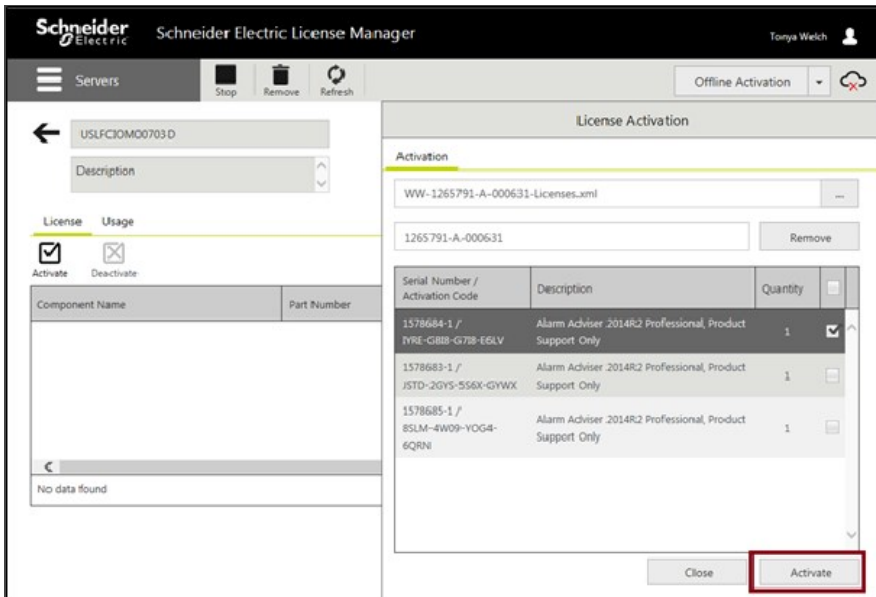 Schneider Electric
Schneider Electric License Manager
Tonya Welch
Servers
Stop
Remove
Refresh
Offline Activation
USLFCIOMO0703D
Description
License
Usage
Activate
Deactivate
Component Name
Part Number
No data found
License Activation
Activation
WW-1265791-A-000631-Licenses.xml
...
1265791-A-000631
Remove
Serial Number /
Activation Code
Description
Quantity
1578684-1 /
IYRE-GBI8-G7I8-E6LV
Alarm Adviser 2014R2 Professional, Product
Support Only
1
1578683-1 /
JSTD-2GYS-5S6X-GYWX
Alarm Adviser 2014R2 Professional, Product
Support Only
1
1578685-1 /
8SLM-4W09-YOG4-
6QRN
Alarm Adviser 2014R2 Professional, Product
Support Only
1
Close
Activate